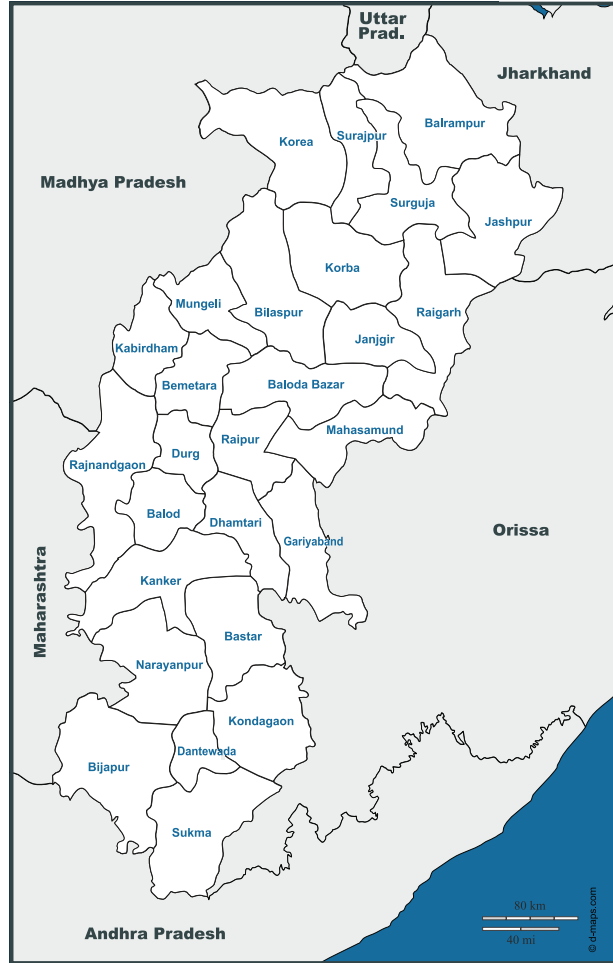 Uttar
Prad.
Jharkhand
Balrampur
Surajpur
Korea
Madhya Pradesh
Surguja
Jashpur
Korba
Mungeli
Bilaspur
Raigarh
Janjgir
Kabirdham
Bemetara
Baloda Bazar
Mahasamund
Raipur
Durg
Rajnandgaon
Balod
Dhamtari
Orissa
Gariyaband
Kanker
Maharashtra
Bastar
Narayanpur
Kondagaon
Dantewada
Bijapur
Sukma
80 km
40 mi
© d-maps.com
Andhra Pradesh